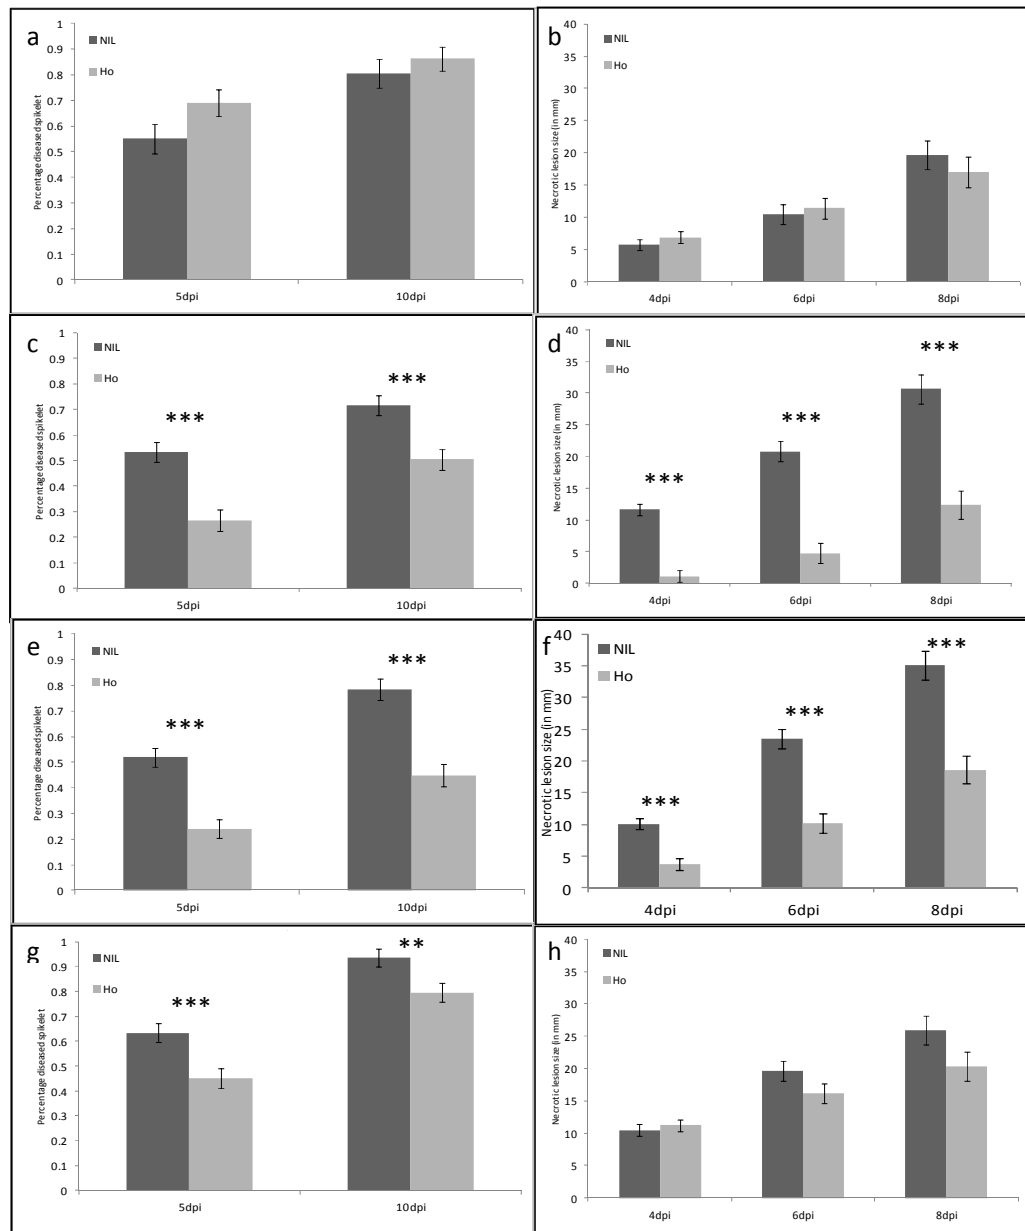 a
Percentage diseased spikelet
1
0.9
0.8
0.7
0.6
0.5
0.4
0.3
0.2
0.1
0
NIL
Ho
5dpi 10dpi
b
Necrotic lesion size (in mm)
40
35
30
25
20
15
10
5
0
NIL
Ho
4dpi 6dpi 8dpi
c
Percentage diseased spikelet
1
0.9
0.8
0.7
0.6
0.5
0.4
0.3
0.2
0.1
0
NIL
Ho
*** ***
5dpi 10dpi
d
Necrotic lesion size (in mm)
40
35
30
25
20
15
10
5
0
NIL
Ho
*** *** ***
4dpi 6dpi 8dpi
e
Percentage diseased spikelet
1
0.9
0.8
0.7
0.6
0.5
0.4
0.3
0.2
0.1
0
NIL
Ho
*** ***
5dpi 10dpi
f
Necrotic lesion size (in mm)
40
35
30
25
20
15
10
5
0
NIL
Ho
*** *** ***
4dpi 6dpi 8dpi
g
Percentage diseased spikelet
1
0.9
0.8
0.7
0.6
0.5
0.4
0.3
0.2
0.1
0
NIL
Ho
*** **
5dpi 10dpi
h
Necrotic lesion size (in mm)
40
35
30
25
20
15
10
5
0
NIL
Ho
4dpi 6dpi 8dpi